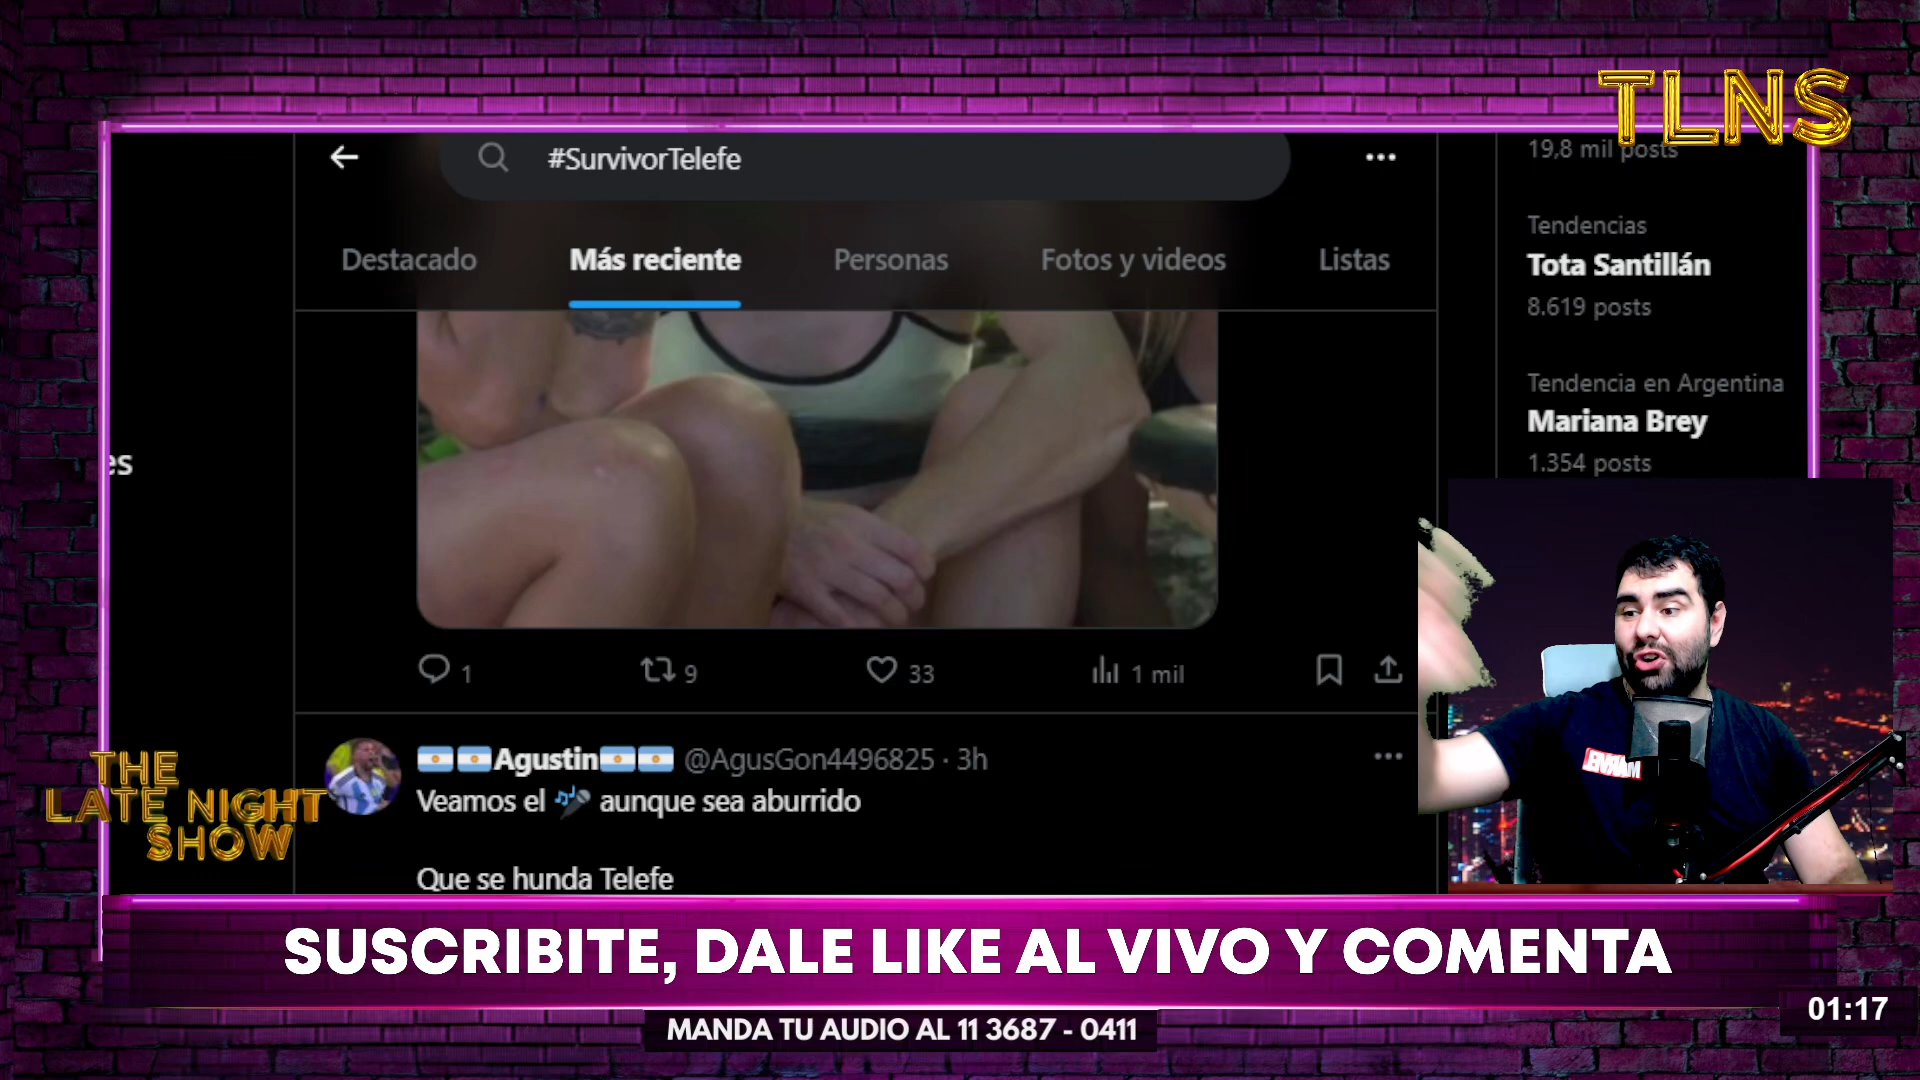 TLNS
#SurvivorTelefe
Destacado
Más reciente
Personas
Fotos y videos
Listas
19,8 mil posts
Tendencias
Tota Santillán
8.619 posts
Tendencia en Argentina
Mariana Brey
1.354 posts
es
1
9
33
1 mil
Agustin @AgusGon4496825 · 3h
Veamos el 🎶🎤 aunque sea aburrido
Que se hunda Telefe
THE
LATE NIGHT
SHOW
SUSCRIBITE, DALE LIKE AL VIVO Y COMENTA
MANDA TU AUDIO AL 11 3687 - 0411
01:17